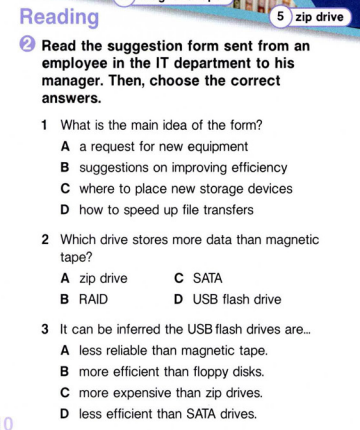 5 zip drive
Reading
2 Read the suggestion form sent from an
employee in the IT department to his
manager. Then, choose the correct
answers.
1 What is the main idea of the form?
A a request for new equipment
B suggestions on improving efficiency
C where to place new storage devices
D how to speed up file transfers
2 Which drive stores more data than magnetic
tape?
A zip drive C SATA
B RAID D USB flash drive
3 It can be inferred the USB flash drives are...
A less reliable than magnetic tape.
B more efficient than floppy disks.
C more expensive than zip drives.
D less efficient than SATA drives.